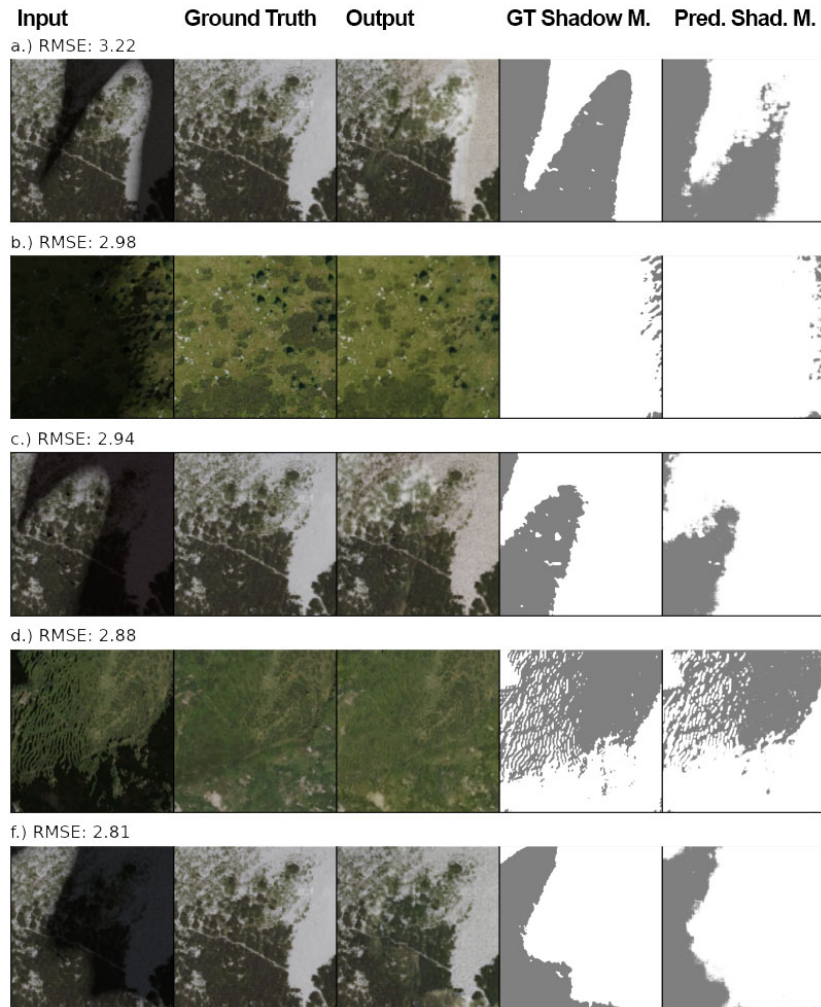 Input Ground Truth Output GT Shadow M. Pred. Shad. M.
a.) RMSE: 3.22
b.) RMSE: 2.98
c.) RMSE: 2.94
d.) RMSE: 2.88
f.) RMSE: 2.81